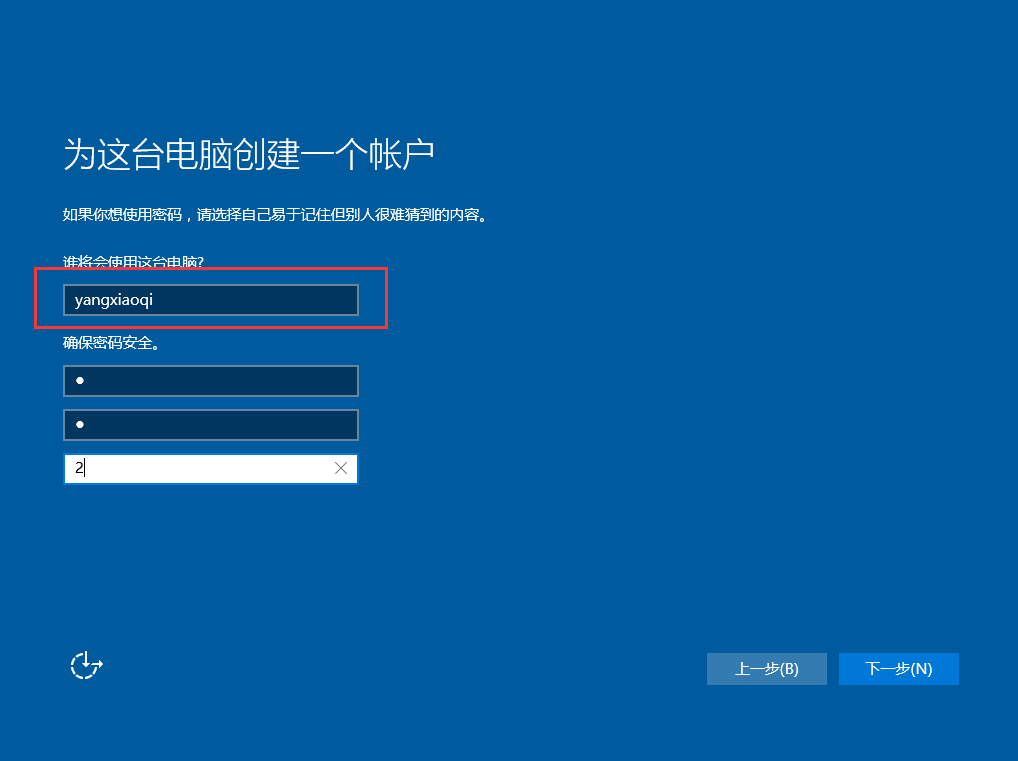 为这台电脑创建一个帐户
如果你想使用密码，请选择自己易于记住但别人很难猜到的内容。
谁将会使用这台电脑?
yangxiaoqi
确保密码安全。
●
●
2
上一步(B)
下一步(N)